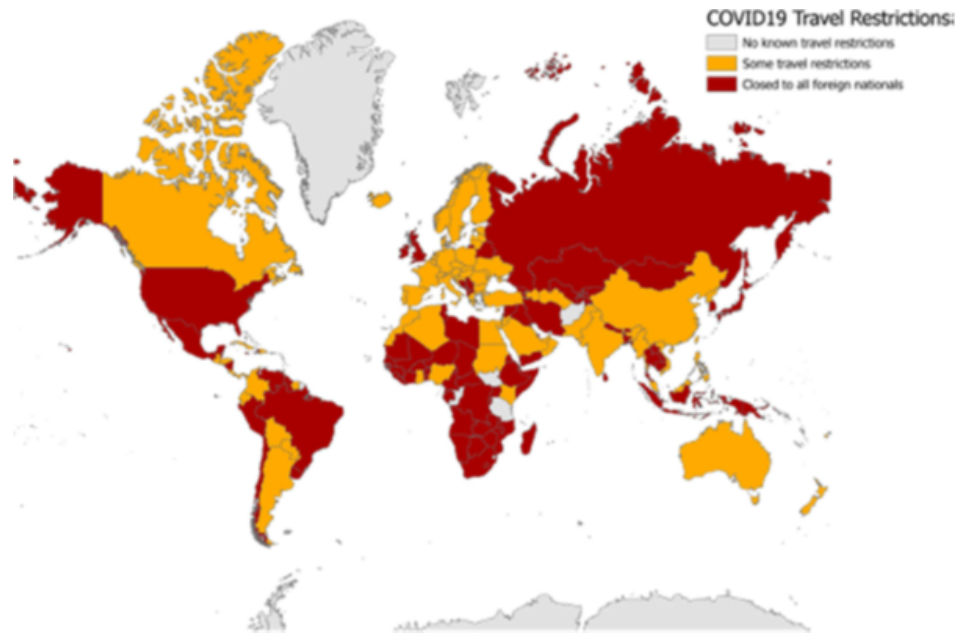 COVID19 Travel Restrictions:
No known travel restrictions
Some travel restrictions
Closed to all foreign nationals